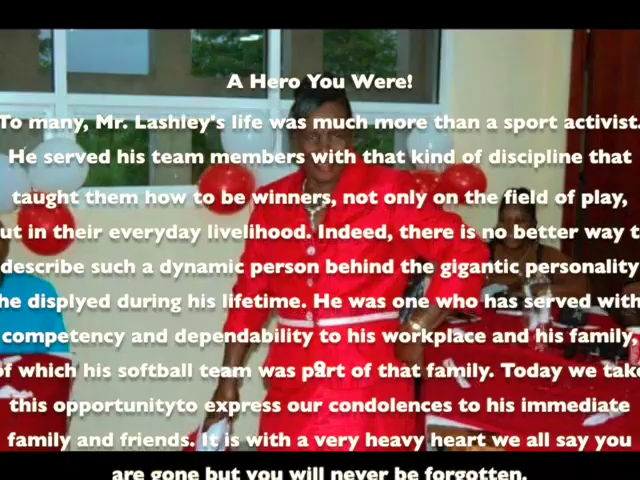 A Hero You Were!
To many, Mr. Lashley's life was much more than a sport activist.
He served his team members with that kind of discipline that
taught them how to be winners, not only on the field of play,
ut in their everyday livelihood. Indeed, there is no better way t
describe such a dynamic person behind the gigantic personality
he displyed during his lifetime. He was one who has served with
competency and dependability to his workplace and his family,
of which his softball team was part of that family. Today we take
this opportunityto express our condolences to his immediate
family and friends. It is with a very heavy heart we all say you
are gone but you will never be forgotten.